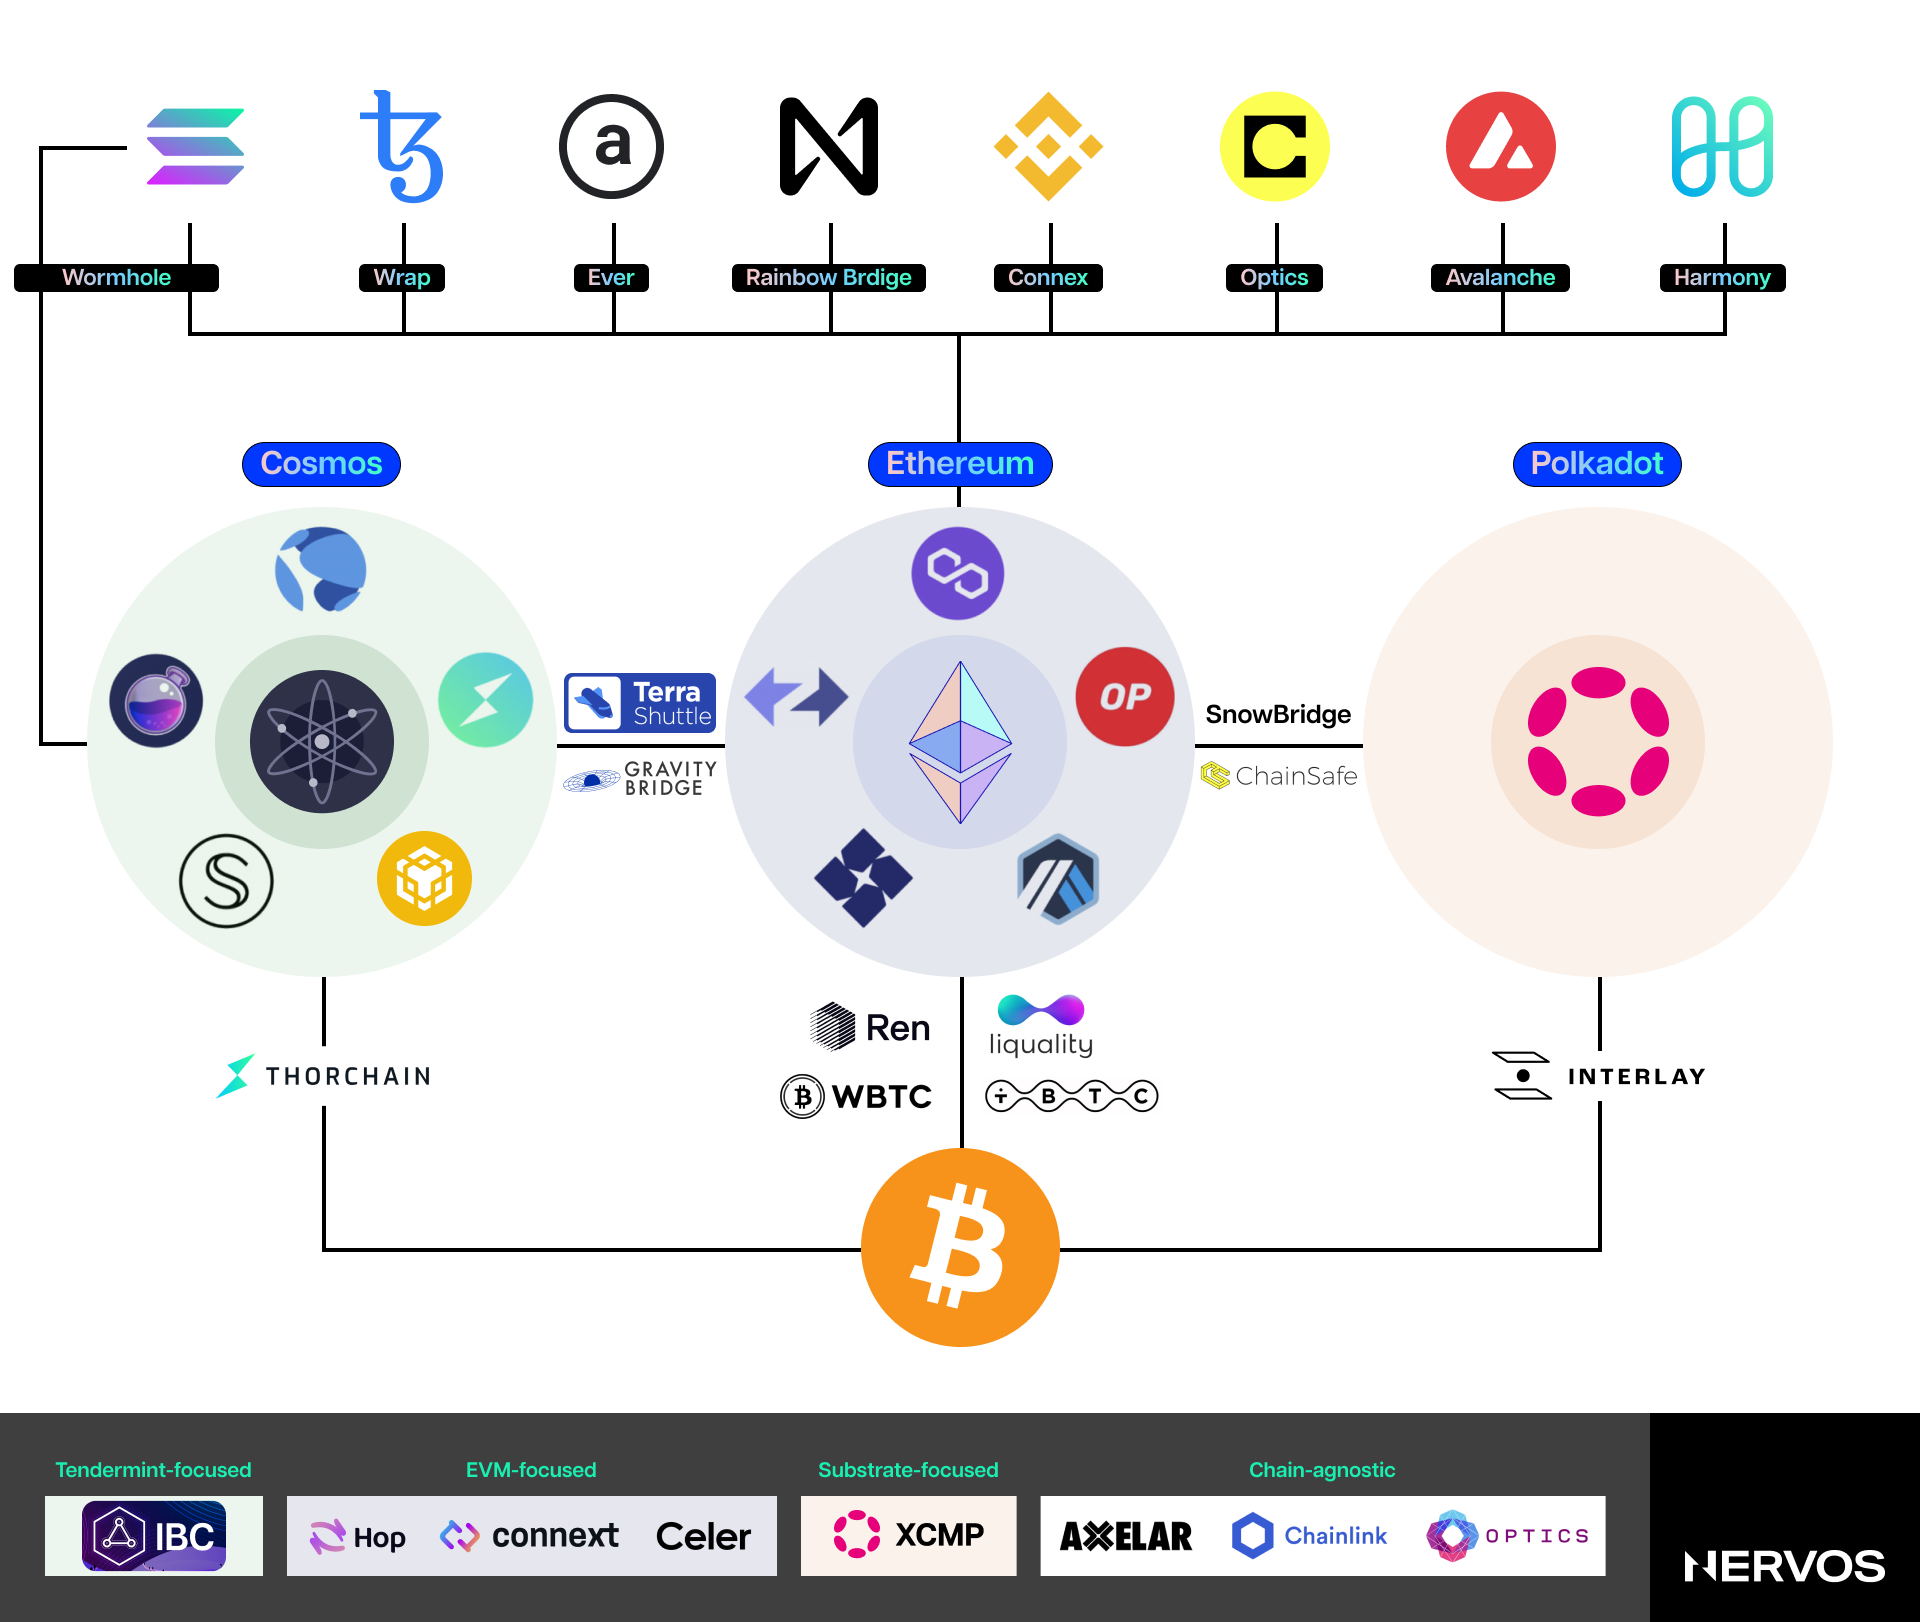 a
C
Wormhole
Wrap
Ever
Rainbow Brdige
Connex
Optics
Avalanche
Harmony
Cosmos
Ethereum
Polkadot
OP
Terra
Shuttle
GRAVITY
BRIDGE
SnowBridge
ChainSafe
THORCHAIN
Ren
liquality
WBTC
TBTC
INTERLAY
Tendermint-focused
EVM-focused
Substrate-focused
Chain-agnostic
IBC
Hop
connext
Celer
XCMP
AXELAR
Chainlink
OPTICS
NERVOS